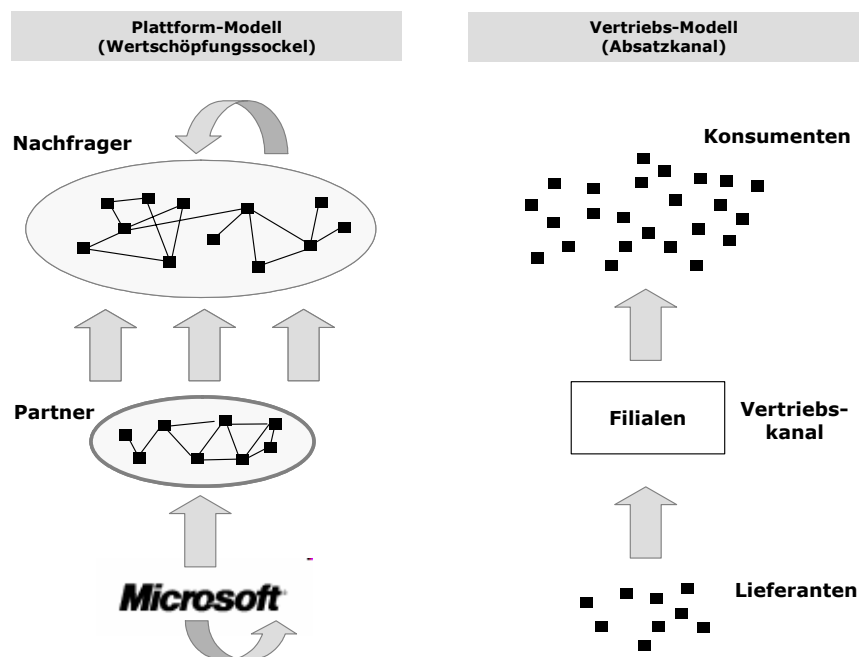 Plattform-Modell
(Wertschöpfungssockel)
Vertriebs-Modell
(Absatzkanal)
Nachfrager
Konsumenten
Partner
Filialen
Vertriebs-
kanal
Microsoft
Lieferanten